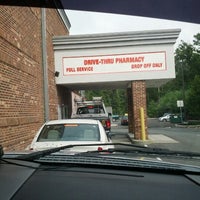 DRIVE-THRU PHARMACY
FULL SERVICE DROP OFF ONLY